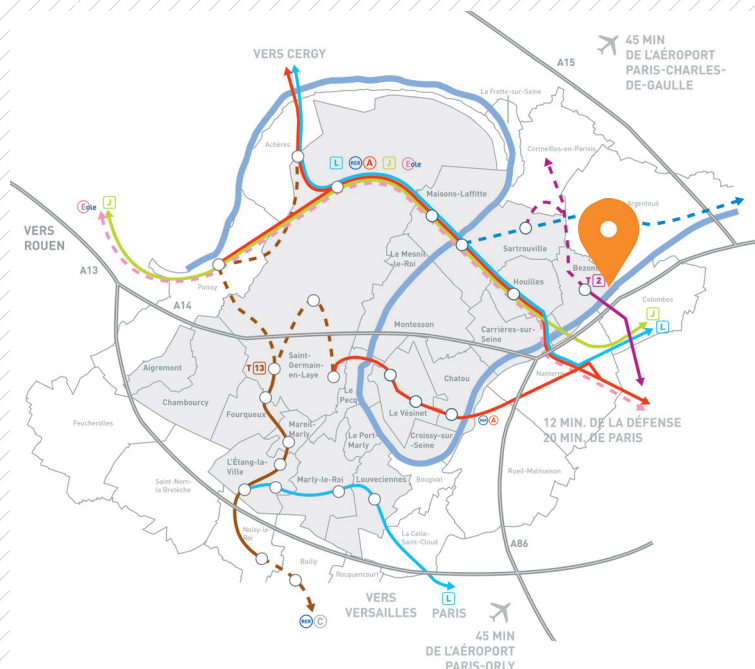 45 MIN
DE L'AÉROPORT
PARIS-CHARLES-
DE-GAULLE
A15
VERS CERGY
La Frette-sur-Seine
Cormeilles-en-Parisis
Achères
L RER A J Eole
Maisons-Laffitte
Argenteuil
Eole J
VERS
ROUEN
Sartrouville
Le Mesnil
-le-Roi
Bezons
A13
Houilles
T 2
Poissy
A14
Colombes
J
Montesson
Carrières-sur-
Seine
L
Saint-
Germain-
en-Laye
Aigremont
T 13
Nanterre
Le
Pecq
Chatou
Chambourcy
Fourqueux
Le Vésinet
12 MIN. DE LA DÉFENSE
20 MIN. DE PARIS
RER A
Feucherolles
Mareil-
Marly
Le Port-
Marly
Croissy-sur
-Seine
L'Étang-la-
Ville
Rueil-Malmaison
Saint-Nom-
la Bretèche
Marly-le-Roi
Louveciennes
Bougival
Noisy-le-
Roi
La Celle-
Saint-Cloud
A86
Bailly
Rocquencourt
VERS
VERSAILLES
L
PARIS
RER C
45 MIN
DE L'AÉROPORT
PARIS-ORLY